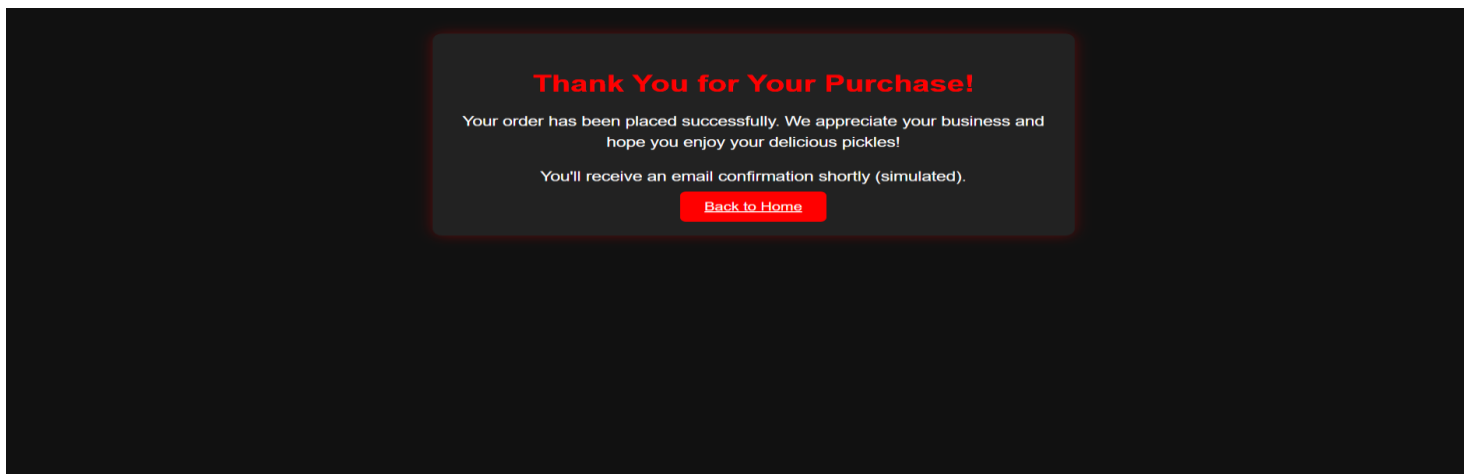 Thank You for Your Purchase!
Your order has been placed successfully. We appreciate your business and
hope you enjoy your delicious pickles!
You'll receive an email confirmation shortly (simulated).
Back to Home